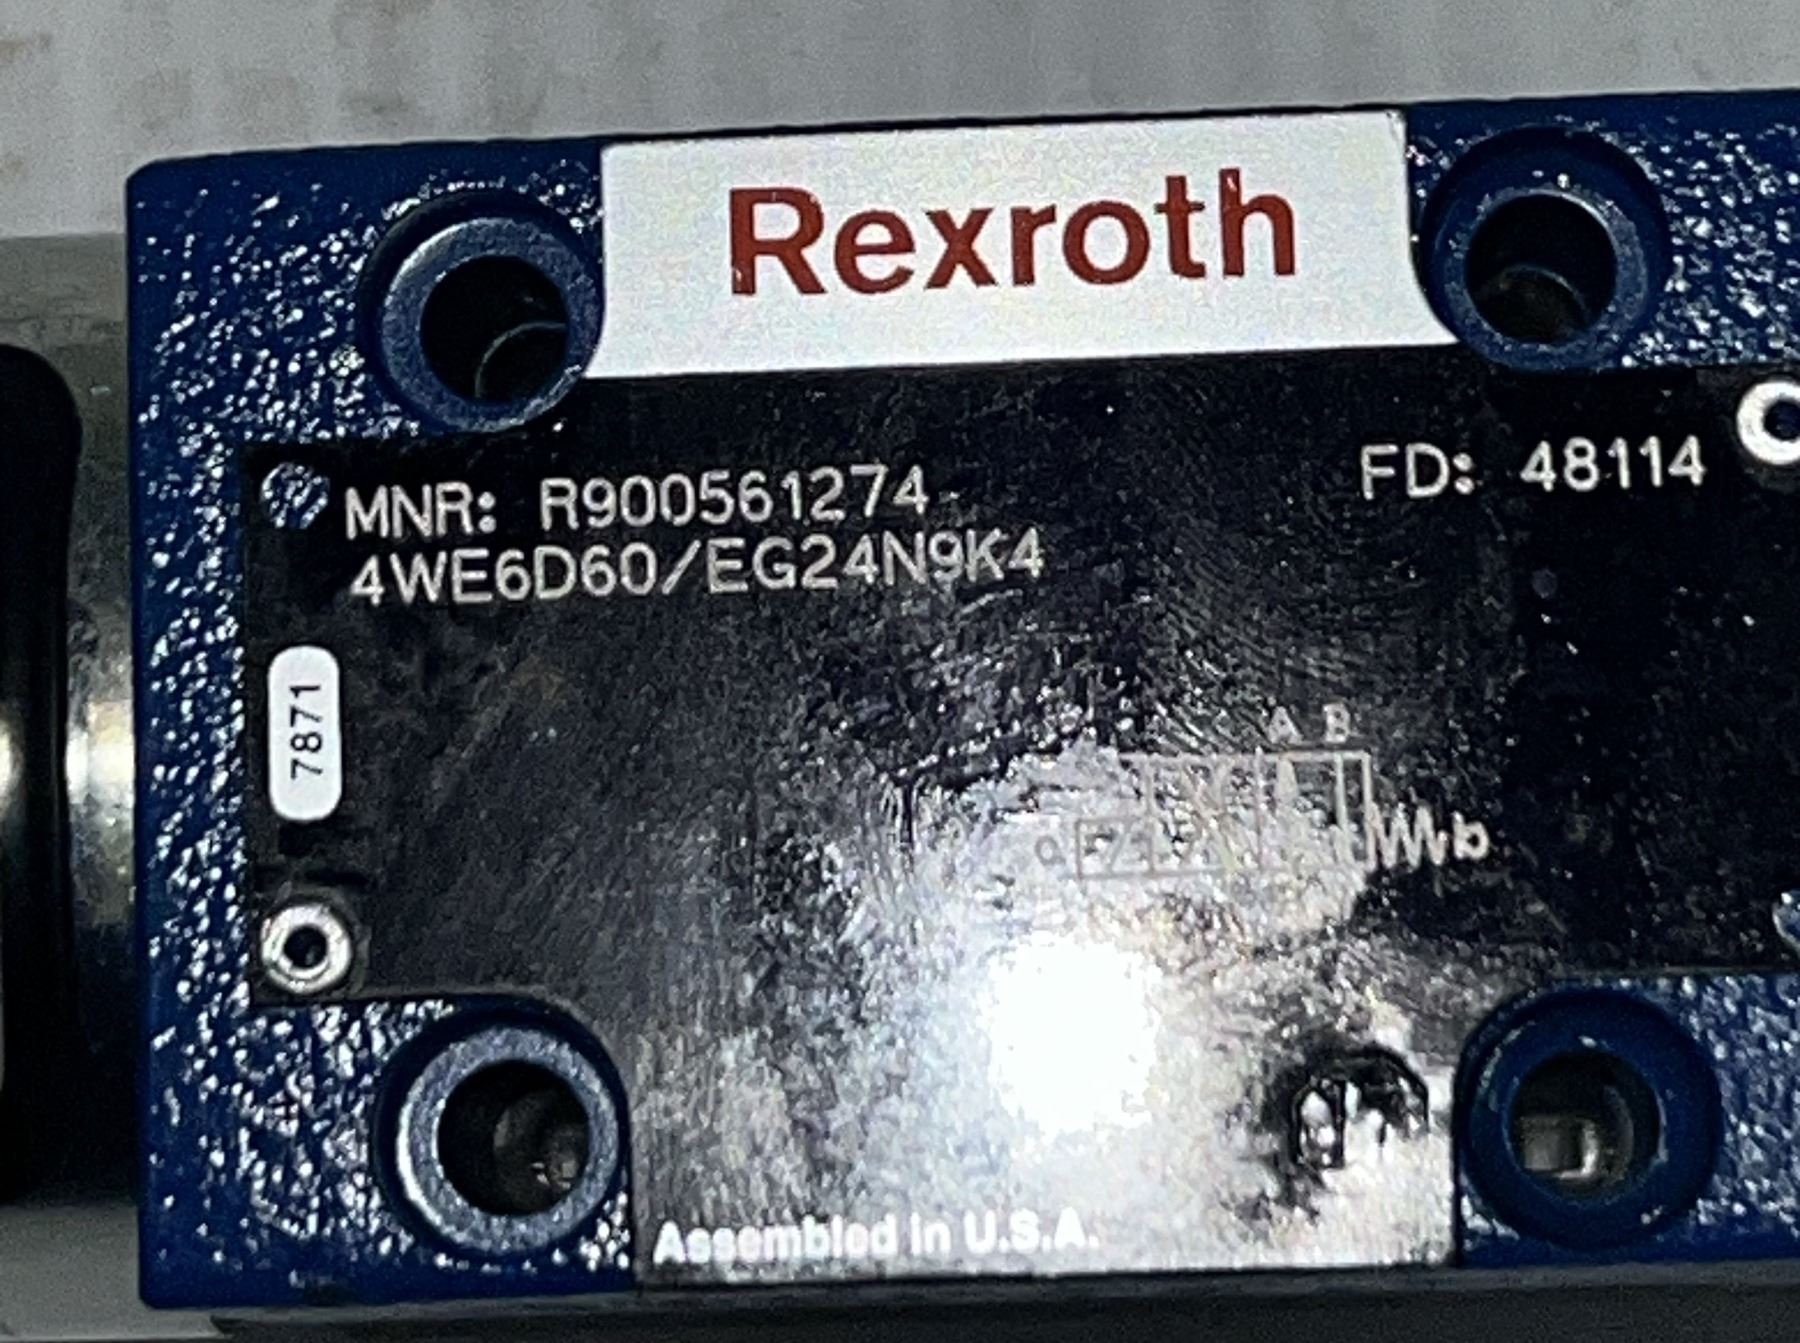 Rexroth
MNR: R900561274
FD: 48114
4WE6D60/EG24N9K4
7871
A B
a
b
Assembled in U.S.A.